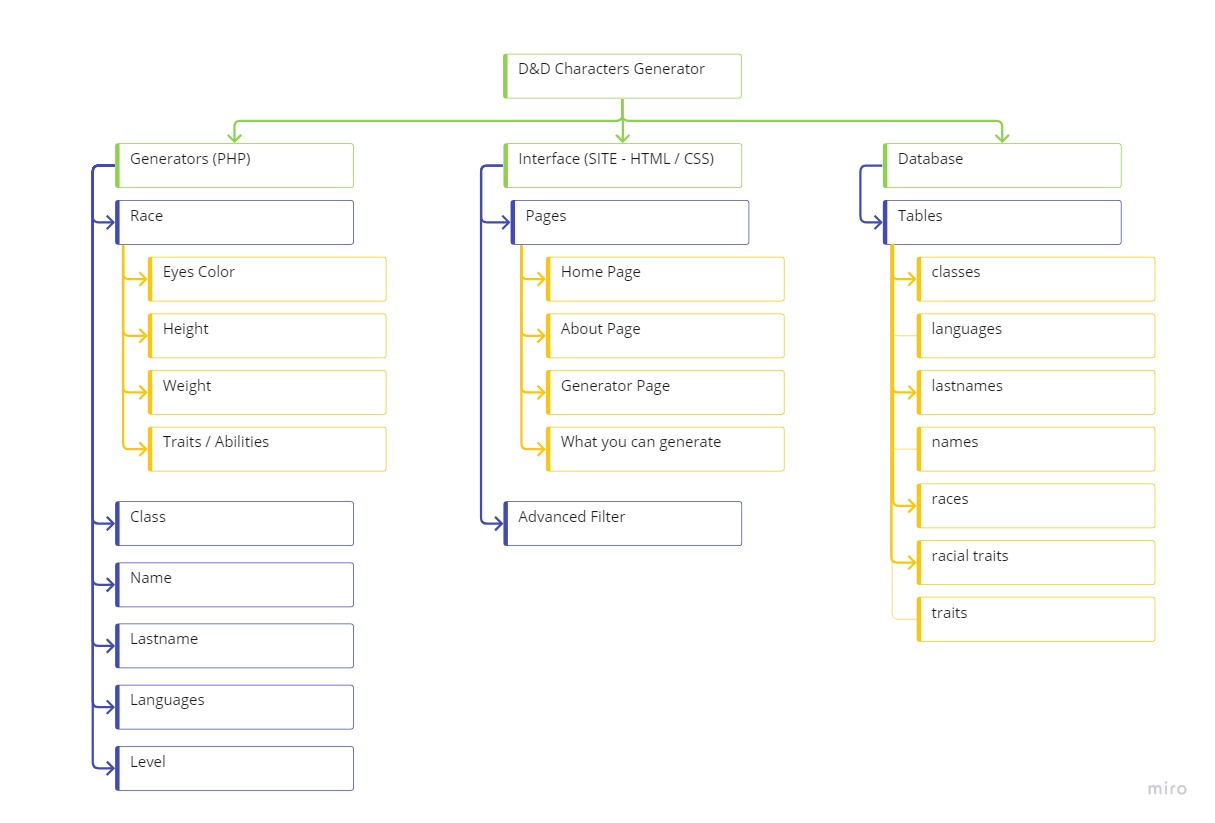 D&D Characters Generator
Generators (PHP)
Race
Eyes Color
Height
Weight
Traits / Abilities
Class
Name
Lastname
Languages
Level
Interface (SITE - HTML / CSS)
Pages
Home Page
About Page
Generator Page
What you can generate
Advanced Filter
Database
Tables
classes
languages
lastnames
names
races
racial traits
traits
miro